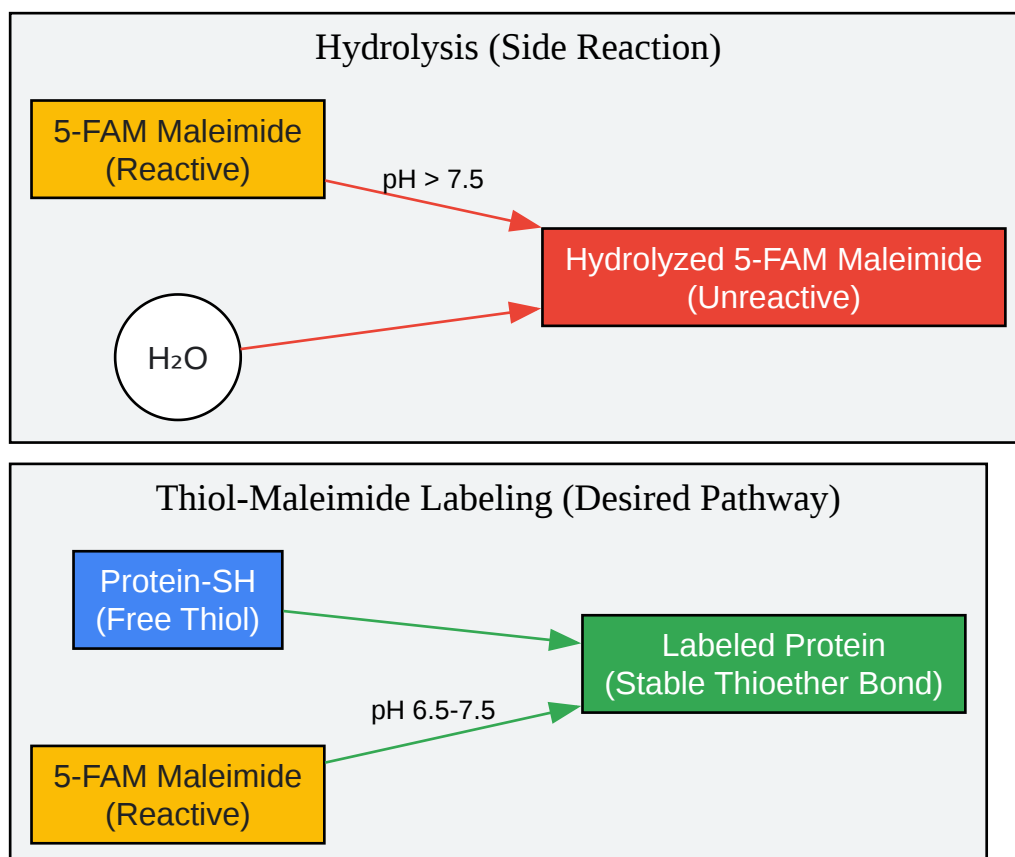 Hydrolysis (Side Reaction)
5-FAM Maleimide
(Reactive)
pH > 7.5
Hydrolyzed 5-FAM Maleimide
(Unreactive)
H₂O
Thiol-Maleimide Labeling (Desired Pathway)
Protein-SH
(Free Thiol)
Labeled Protein
(Stable Thioether Bond)
pH 6.5-7.5
5-FAM Maleimide
(Reactive)